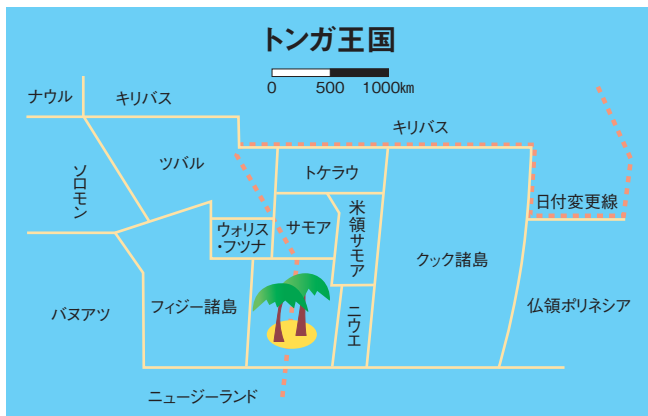 トンガ王国
0 500 1000km
ナウル
キリバス
キリバス
ソロモン
ツバル
トケラウ
日付変更線
ウォリス
・フツナ
サモア
米領サモア
クック諸島
バヌアツ
フィジー諸島
ニウエ
仏領ポリネシア
ニュージーランド